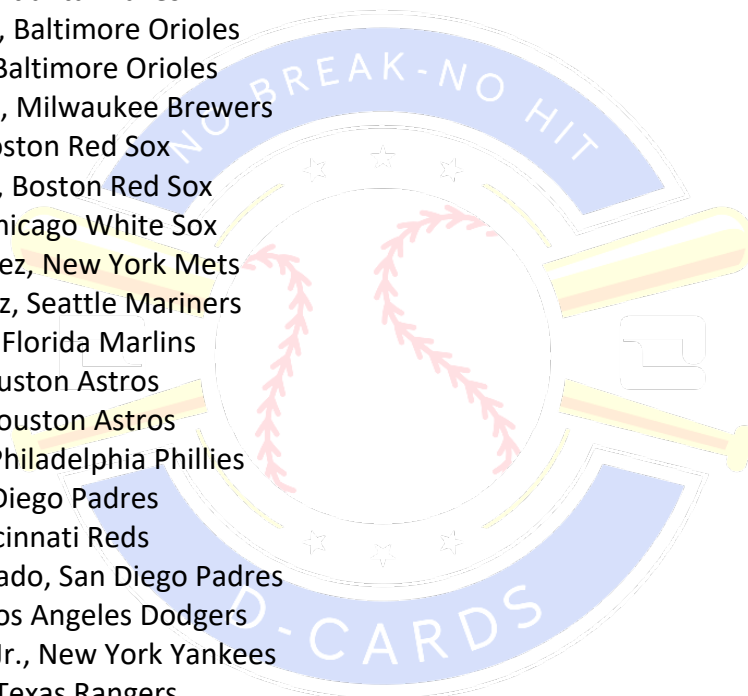 , Baltimore Orioles
Baltimore Orioles
, Milwaukee Brewers
oston Red Sox
, Boston Red Sox
hicago White Sox
ez, New York Mets
z, Seattle Mariners
Florida Marlins
uston Astros
ouston Astros
Philadelphia Phillies
Diego Padres
cinnati Reds
ado, San Diego Padres
os Angeles Dodgers
Jr., New York Yankees
Texas Rangers
NO BREAK-NO HIT
D-CARDS